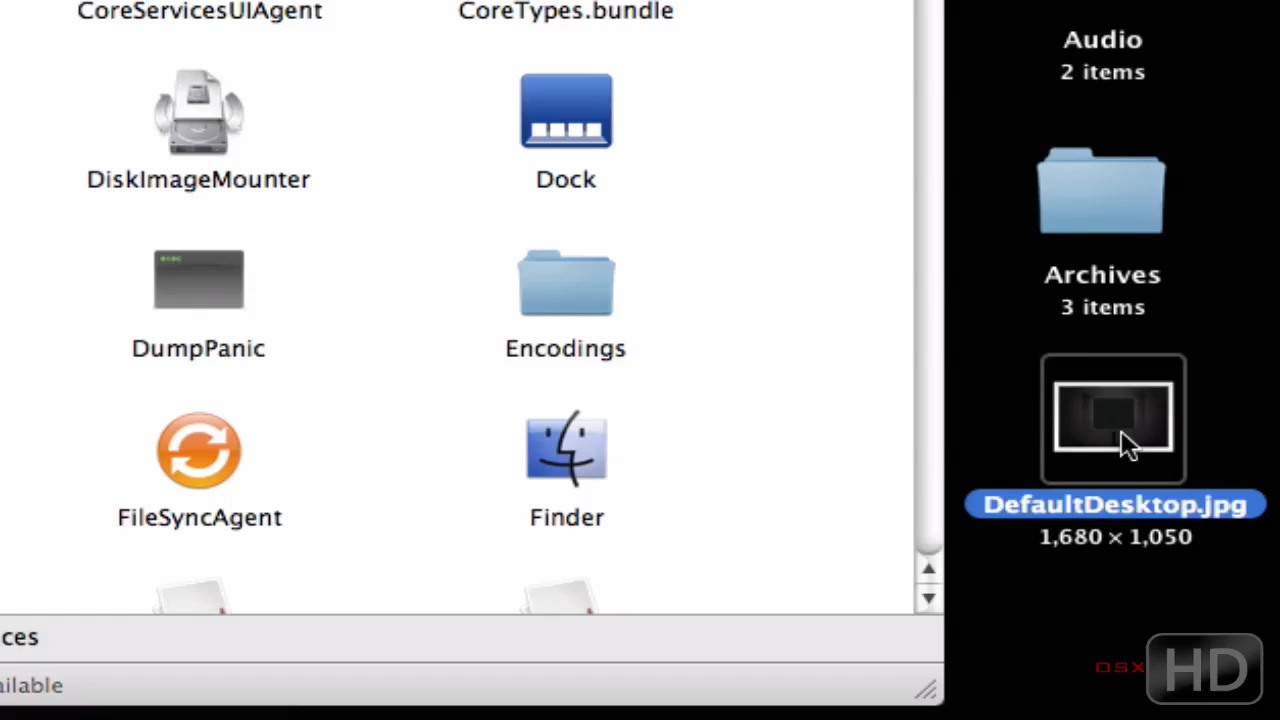 CoreServicesUIAgent
CoreTypes.bundle
DiskImageMounter
Dock
DumpPanic
Encodings
FileSyncAgent
Finder
ces
ailable
Audio
2 items
Archives
3 items
DefaultDesktop.jpg
1,680 × 1,050
OSX
HD